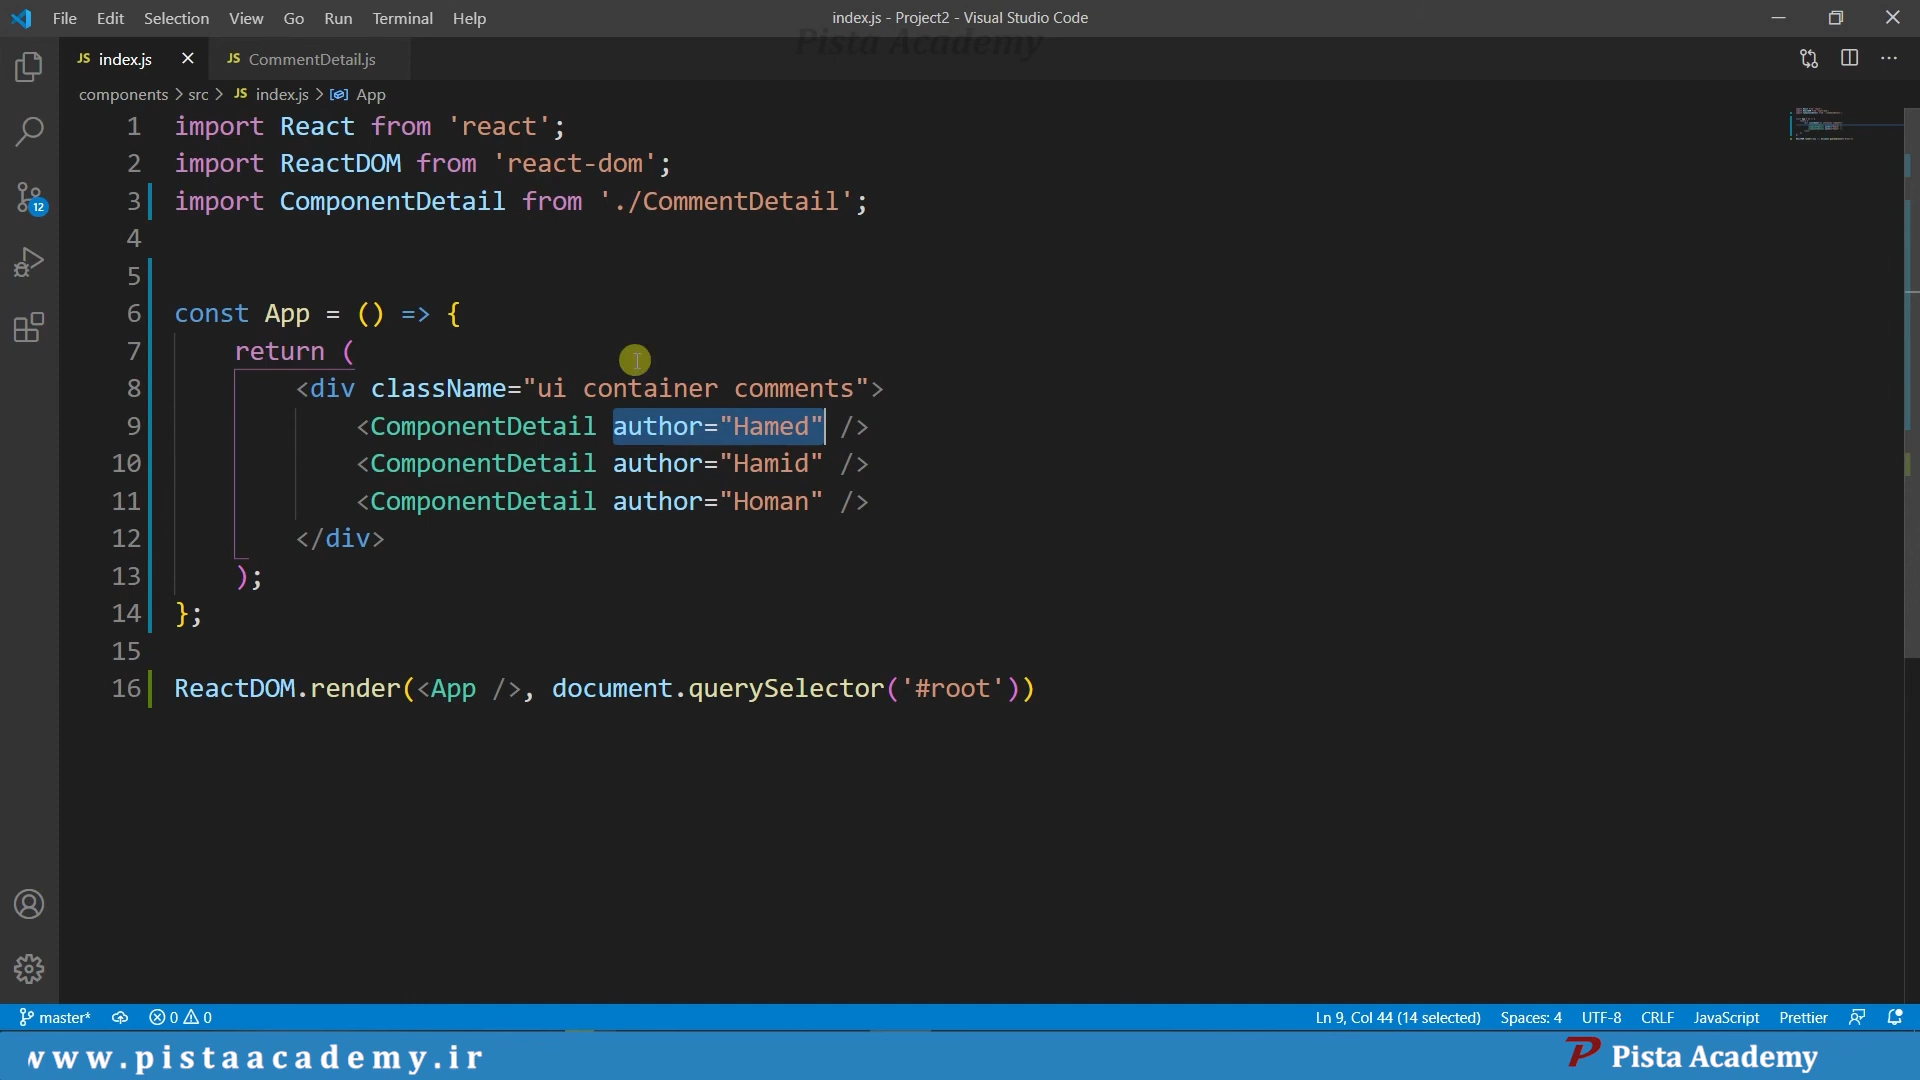 File Edit Selection View Go Run Terminal Help
index.js - Project2 - Visual Studio Code
Pista Academy
JS index.js
JS CommentDetail.js
components > src > JS index.js > App
12
1 import React from 'react';
2 import ReactDOM from 'react-dom';
3 import ComponentDetail from './CommentDetail';
4
5
6 const App = () => {
7 return (
8 <div className="ui container comments">
9 <ComponentDetail author="Hamed" />
10 <ComponentDetail author="Hamid" />
11 <ComponentDetail author="Homan" />
12 </div>
13 );
14 };
15
16 ReactDOM.render(<App />, document.querySelector('#root'))
master* 0 0 Ln 9, Col 44 (14 selected) Spaces: 4 UTF-8 CRLF JavaScript Prettier
www.pistaacademy.ir
Pista Academy